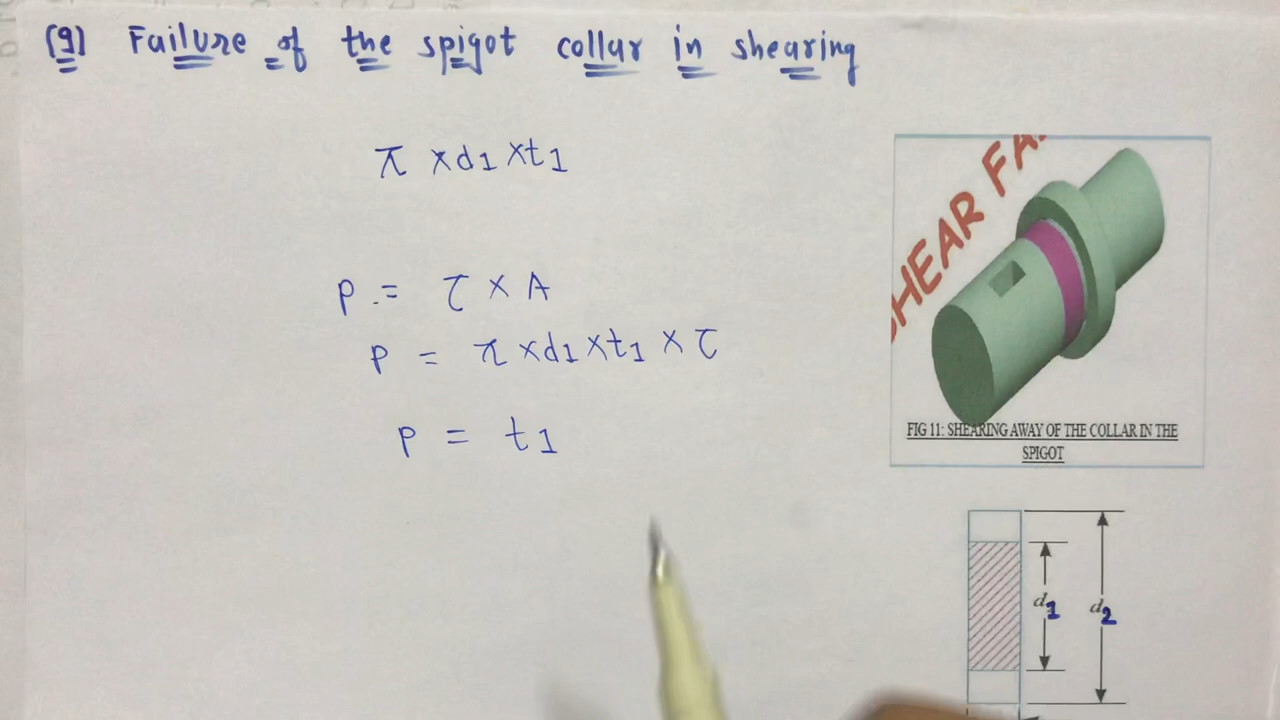 (9) Failure of the spigot collar in shearing
π × d1 × t1
P = τ × A
P = π × d1 × t1 × τ
P = t1
SHEAR FA
FIG 11: SHEARING AWAY OF THE COLLAR IN THE
SPIGOT
d1 d2